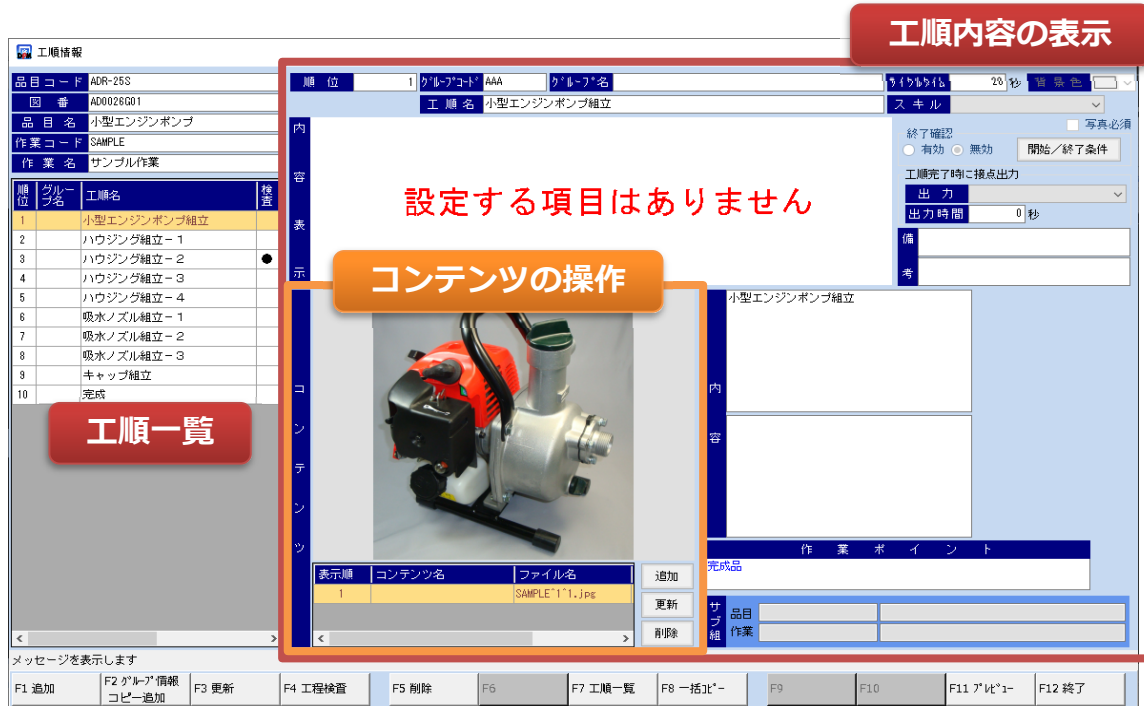 工順内容の表示
工順情報
品目コード ADR-25S
図番 AD0026G01
品目名 小型エンジンポンプ
作業コード SAMPLE
作業名 サンプル作業
順位 グループ名 工順名 検査
1 小型エンジンポンプ組立
2 ハウジング組立－１
3 ハウジング組立－２ ●
4 ハウジング組立－３
5 ハウジング組立－４
6 吸水ノズル組立－１
7 吸水ノズル組立－２
8 吸水ノズル組立－３
9 キャップ組立
10 完成
工順一覧
順位 1 ｸﾞﾙｰﾌﾟｺｰﾄﾞ AAA ｸﾞﾙｰﾌﾟ名 ｻｲｸﾙﾀｲﾑ 28 秒 背景色
工順名 小型エンジンポンプ組立 スキル
内容表示
設定する項目はありません
写真必須
終了確認
有効 無効 開始／終了条件
工順完了時に接点出力
出力
出力時間 0 秒
備考
コンテンツの操作
コンテンツ
表示順 コンテンツ名 ファイル名
1 SAMPLE^1^1.jpg
追加
更新
削除
内容
小型エンジンポンプ組立
作業ポイント
完成品
サブ組 品目
作業
メッセージを表示します
F1 追加 F2 ｸﾞﾙｰﾌﾟ情報コピー追加 F3 更新 F4 工程検査 F5 削除 F6 F7 工順一覧 F8 一括ｺﾋﾟｰ F9 F10 F11 ﾌﾟﾚﾋﾞｭｰ F12 終了